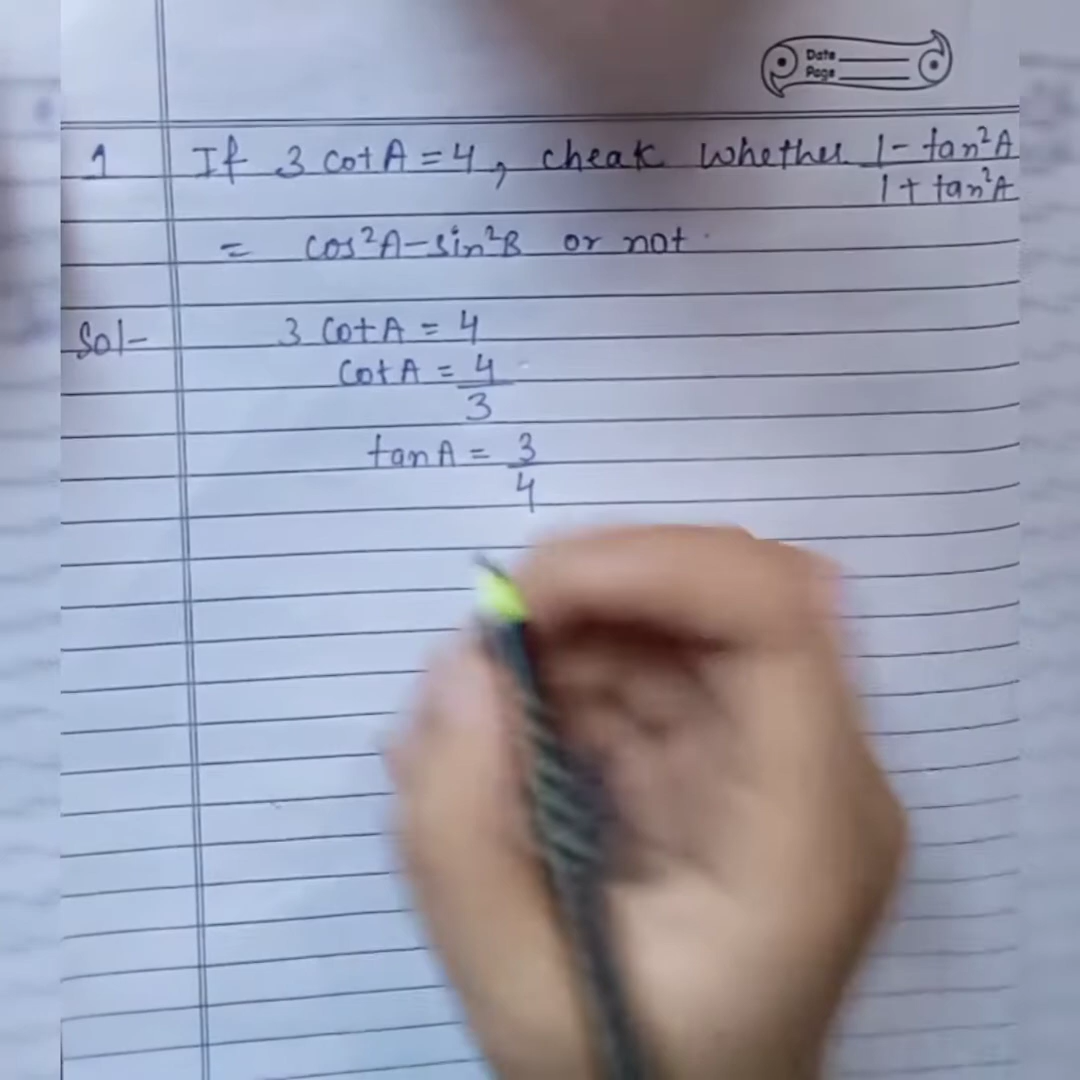 Date
Page
1 If 3 cot A = 4, cheak whether 1 - tan²A / 1 + tan²A
= cos²A - sin²B or not.
Sol- 3 cot A = 4
cot A = 4/3
tan A = 3/4